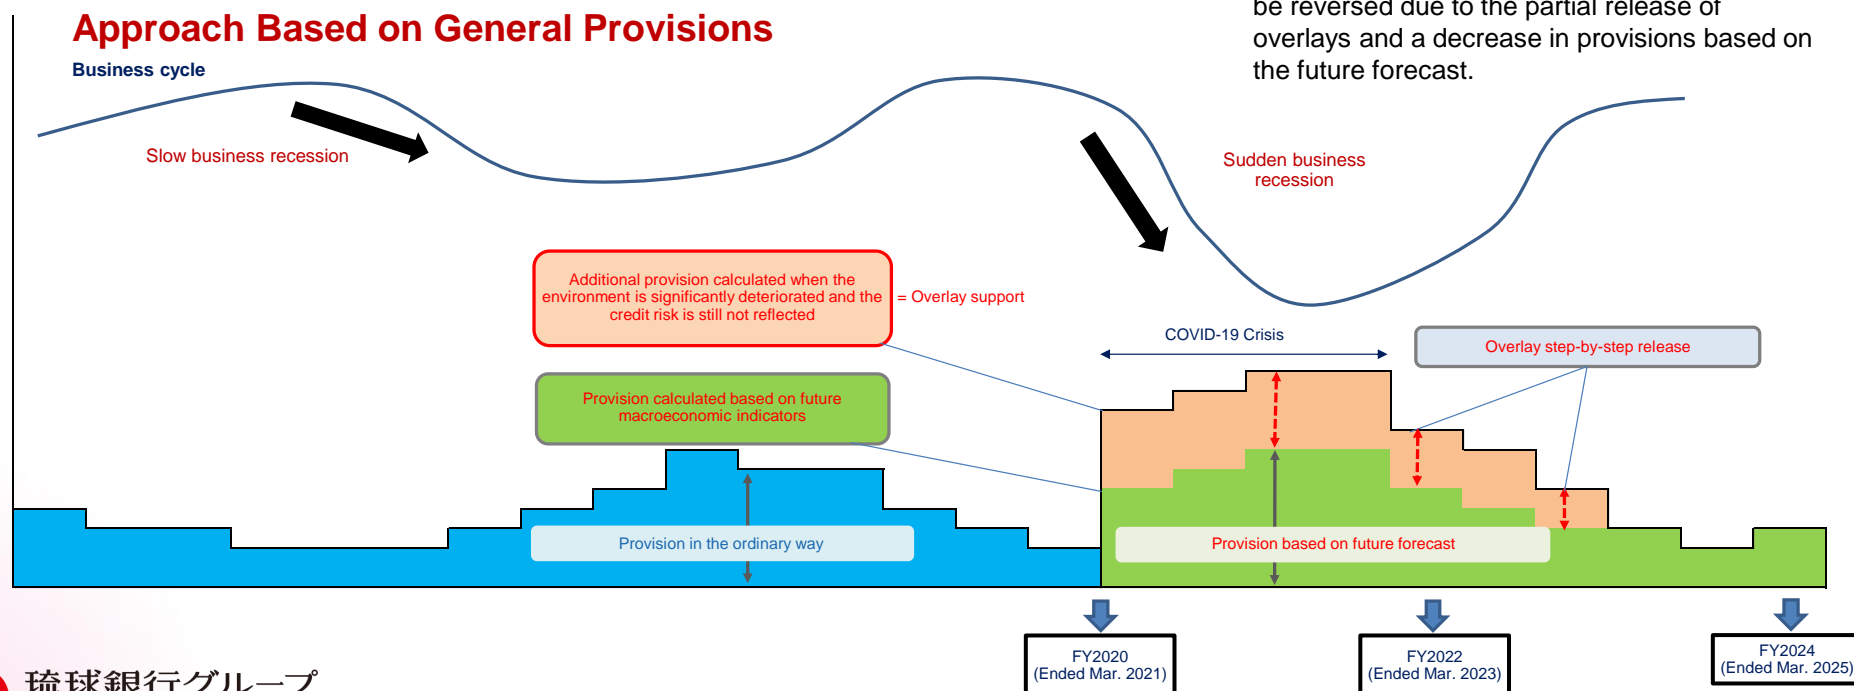 be reversed due to the partial release of
overlays and a decrease in provisions based on
the future forecast.
Approach Based on General Provisions
Business cycle
Slow business recession
Sudden business
recession
Additional provision calculated when the
environment is significantly deteriorated and the
credit risk is still not reflected
= Overlay support
COVID-19 Crisis
Overlay step-by-step release
Provision calculated based on future
macroeconomic indicators
Provision in the ordinary way
Provision based on future forecast
FY2020
(Ended Mar. 2021)
FY2022
(Ended Mar. 2023)
FY2024
(Ended Mar. 2025)
琉球銀行グループ